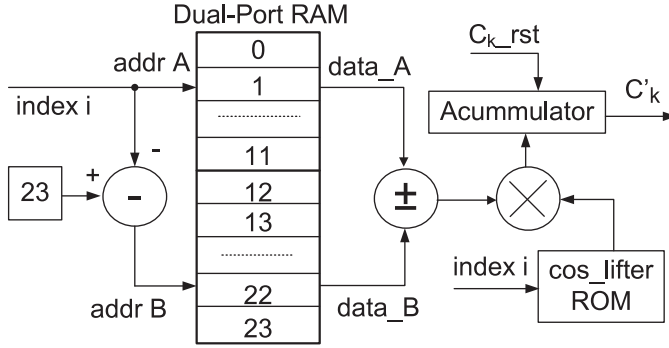 Dual-Port RAM
0
addr A
1
data_A
index i
11
12
13
22
23
23
+
-
-
addr B
data_B
±
C_k_rst
Acummulator
C'_k
index i
cos_lifter
ROM